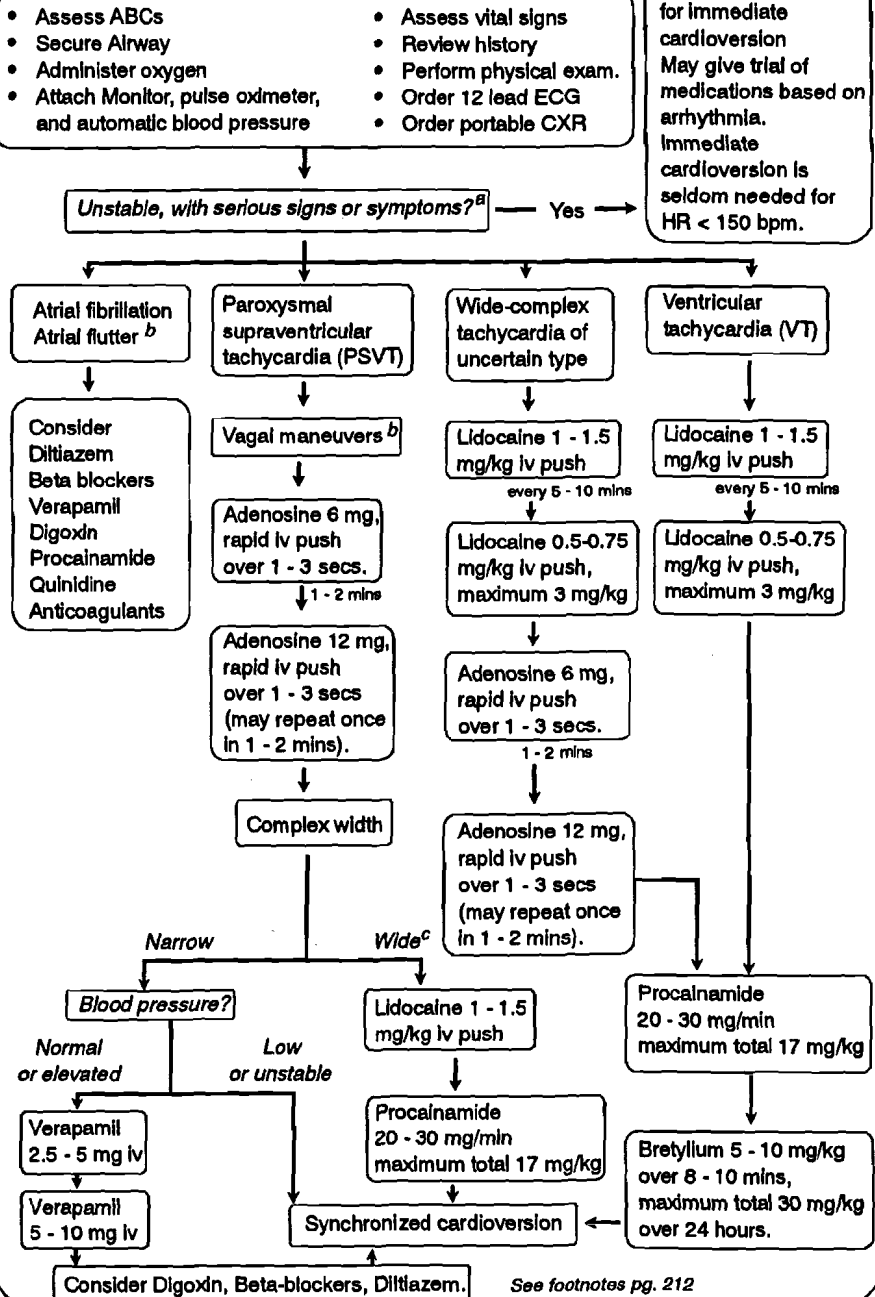 • Assess ABCs
• Secure Airway
• Administer oxygen
• Attach Monitor, pulse oximeter,
and automatic blood pressure
• Assess vital signs
• Review history
• Perform physical exam.
• Order 12 lead ECG
• Order portable CXR
for immediate
cardioversion
May give trial of
medications based on
arrhythmia.
Immediate
cardioversion is
seldom needed for
HR < 150 bpm.
Unstable, with serious signs or symptoms?a
Yes
Atrial fibrillation
Atrial flutter b
Consider
Diltiazem
Beta blockers
Verapamil
Digoxin
Procainamide
Quinidine
Anticoagulants
Paroxysmal
supraventricular
tachycardia (PSVT)
Vagal maneuvers b
Adenosine 6 mg,
rapid iv push
over 1 - 3 secs.
1 - 2 mins
Adenosine 12 mg,
rapid iv push
over 1 - 3 secs
(may repeat once
in 1 - 2 mins).
Complex width
Wide-complex
tachycardia of
uncertain type
Lidocaine 1 - 1.5
mg/kg iv push
every 5 - 10 mins
Lidocaine 0.5-0.75
mg/kg iv push,
maximum 3 mg/kg
Adenosine 6 mg,
rapid iv push
over 1 - 3 secs.
1 - 2 mins
Adenosine 12 mg,
rapid iv push
over 1 - 3 secs
(may repeat once
in 1 - 2 mins).
Ventricular
tachycardia (VT)
Lidocaine 1 - 1.5
mg/kg iv push
every 5 - 10 mins
Lidocaine 0.5-0.75
mg/kg iv push,
maximum 3 mg/kg
Narrow
Wide c
Blood pressure?
Normal
or elevated
Low
or unstable
Verapamil
2.5 - 5 mg iv
Verapamil
5 - 10 mg iv
Lidocaine 1 - 1.5
mg/kg iv push
Procainamide
20 - 30 mg/min
maximum total 17 mg/kg
Procainamide
20 - 30 mg/min
maximum total 17 mg/kg
Bretylium 5 - 10 mg/kg
over 8 - 10 mins,
maximum total 30 mg/kg
over 24 hours.
Synchronized cardioversion
Consider Digoxin, Beta-blockers, Diltiazem.
See footnotes pg. 212